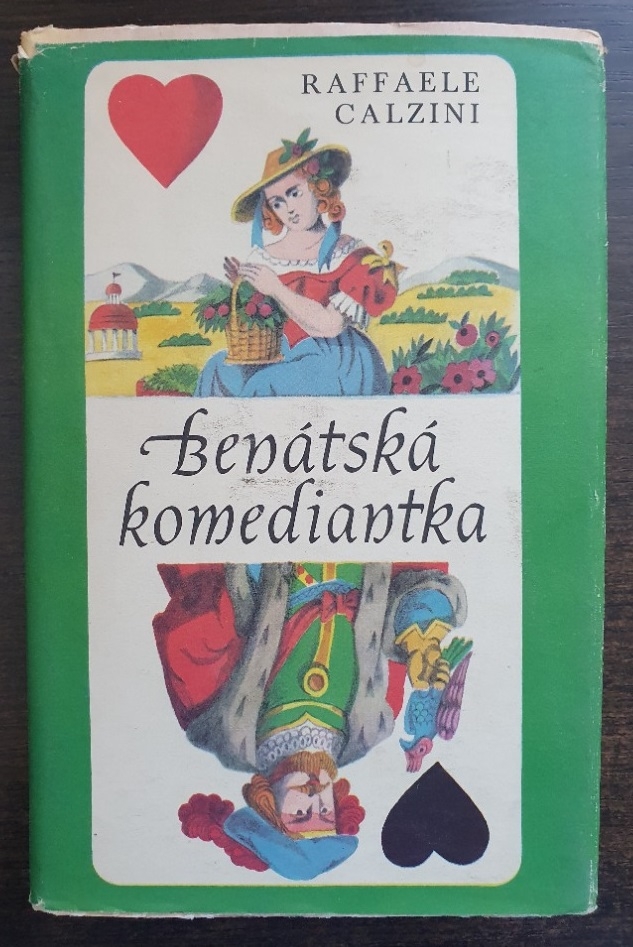 RAFFAELE
CALZINI
Benátská
komediantka